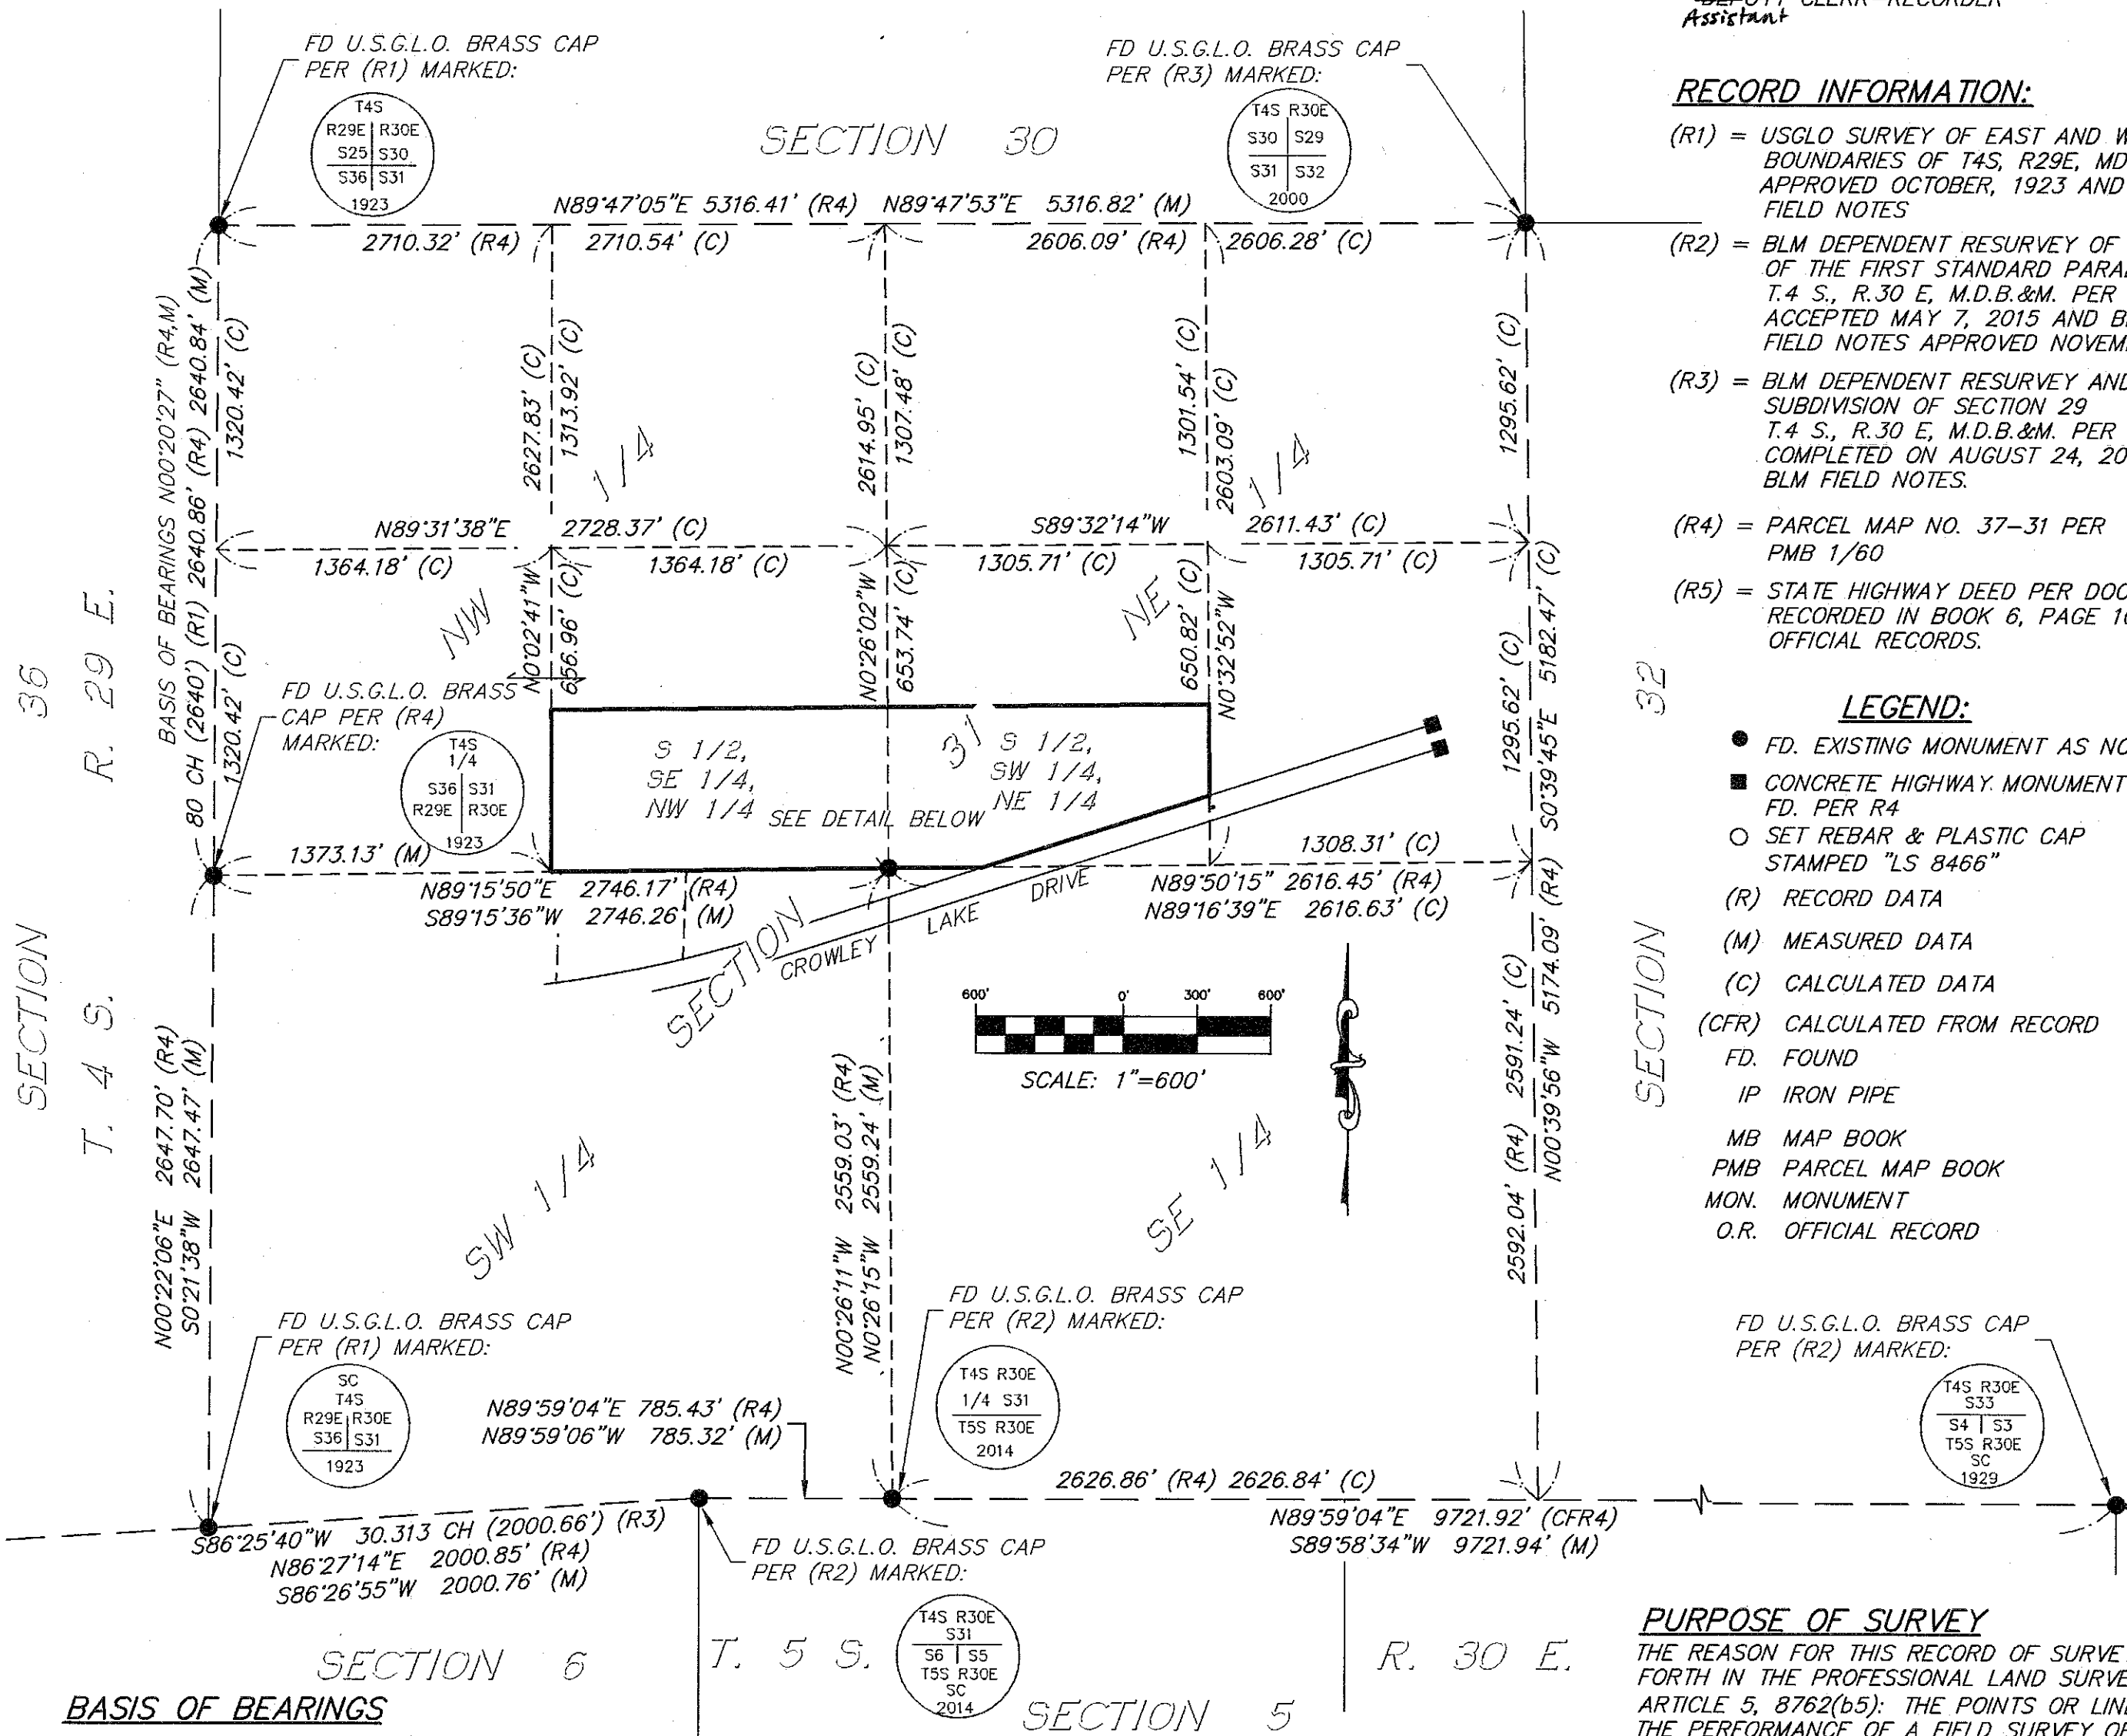 CLERK-RECORDER
Assistant
FD U.S.G.L.O. BRASS CAP
PER (R1) MARKED:
T4S
R29E R30E
S25 S30
S36 S31
1923
SECTION 30
FD U.S.G.L.O. BRASS CAP
PER (R3) MARKED:
T4S R30E
S30 S29
S31 S32
2000
N89°47'05"E 5316.41' (R4) N89°47'53"E 5316.82' (M)
2710.32' (R4) 2710.54' (C) 2606.09' (R4) 2606.28' (C)
BASIS OF BEARINGS N00°20'27" (R4,M)
80 CH (2640') (R1) 2640.86' (R4) 2640.84' (M)
1320.42' (C)
1320.42' (C)
2627.83' (C)
1313.92' (C)
2614.95' (C)
1307.48' (C)
1301.54' (C)
2603.09' (C)
1295.62' (C)
1/4
1/4
N89°31'38"E 2728.37' (C) S89°32'14"W 2611.43' (C)
1364.18' (C) 1364.18' (C) 1305.71' (C) 1305.71' (C)
NW
NE
N0°02'41"W
656.96' (C)
N0°26'02"W
653.74' (C)
650.82' (C)
N0°32'52"W
1295.62' (C)
S0°39'45"E 5182.47' (C)
36
R. 29 E.
32
FD U.S.G.L.O. BRASS
CAP PER (R4)
MARKED:
T4S
1/4
S36 S31
R29E R30E
1923
S 1/2,
SE 1/4,
NW 1/4
31
S 1/2,
SW 1/4,
NE 1/4
SEE DETAIL BELOW
1373.13' (M)
1308.31' (C)
N89°15'50"E 2746.17' (R4)
S89°15'36"W 2746.26' (M)
N89°50'15" 2616.45' (R4)
N89°16'39"E 2616.63' (C)
SECTION
CROWLEY LAKE DRIVE
600' 0' 300' 600'
SCALE: 1"=600'
SECTION
T. 4 S.
SECTION
N00°22'06"E 2647.70' (R4)
S0°21'38"W 2647.47' (M)
N00°26'11"W 2559.03' (R4)
N0°26'15"W 2559.24' (M)
2592.04' (R4) 2591.24' (C)
N00°39'56"W 5174.09' (R4)
SW 1/4
SE 1/4
FD U.S.G.L.O. BRASS CAP
PER (R1) MARKED:
SC
T4S
R29E R30E
S36 S31
1923
FD U.S.G.L.O. BRASS CAP
PER (R2) MARKED:
T4S R30E
1/4 S31
T5S R30E
2014
N89°59'04"E 785.43' (R4)
N89°59'06"W 785.32' (M)
FD U.S.G.L.O. BRASS CAP
PER (R2) MARKED:
T4S R30E
S33
S4 S3
T5S R30E
SC
1929
2626.86' (R4) 2626.84' (C)
N89°59'04"E 9721.92' (CFR4)
S89°58'34"W 9721.94' (M)
S86°25'40"W 30.313 CH (2000.66') (R3)
N86°27'14"E 2000.85' (R4)
S86°26'55"W 2000.76' (M)
FD U.S.G.L.O. BRASS CAP
PER (R2) MARKED:
T4S R30E
S31
S6 S5
T5S R30E
SC
2014
SECTION 6
T. 5 S.
SECTION 5
R. 30 E.
BASIS OF BEARINGS
RECORD INFORMATION:
(R1) = USGLO SURVEY OF EAST AND W
BOUNDARIES OF T4S, R29E, MD
APPROVED OCTOBER, 1923 AND
FIELD NOTES
(R2) = BLM DEPENDENT RESURVEY OF
OF THE FIRST STANDARD PARA
T.4 S., R.30 E, M.D.B.&M. PER
ACCEPTED MAY 7, 2015 AND B
FIELD NOTES APPROVED NOVEM
(R3) = BLM DEPENDENT RESURVEY AND
SUBDIVISION OF SECTION 29
T.4 S., R.30 E, M.D.B.&M. PER
COMPLETED ON AUGUST 24, 20
BLM FIELD NOTES.
(R4) = PARCEL MAP NO. 37-31 PER
PMB 1/60
(R5) = STATE HIGHWAY DEED PER DOC
RECORDED IN BOOK 6, PAGE 1
OFFICIAL RECORDS.
LEGEND:
FD. EXISTING MONUMENT AS NO
CONCRETE HIGHWAY MONUMENT
FD. PER R4
SET REBAR & PLASTIC CAP
STAMPED "LS 8466"
(R) RECORD DATA
(M) MEASURED DATA
(C) CALCULATED DATA
(CFR) CALCULATED FROM RECORD
FD. FOUND
IP IRON PIPE
MB MAP BOOK
PMB PARCEL MAP BOOK
MON. MONUMENT
O.R. OFFICIAL RECORD
PURPOSE OF SURVEY
THE REASON FOR THIS RECORD OF SURVE
FORTH IN THE PROFESSIONAL LAND SURVE
ARTICLE 5, 8762(b5): THE POINTS OR LIN
THE PERFORMANCE OF A FIELD SURVEY OF